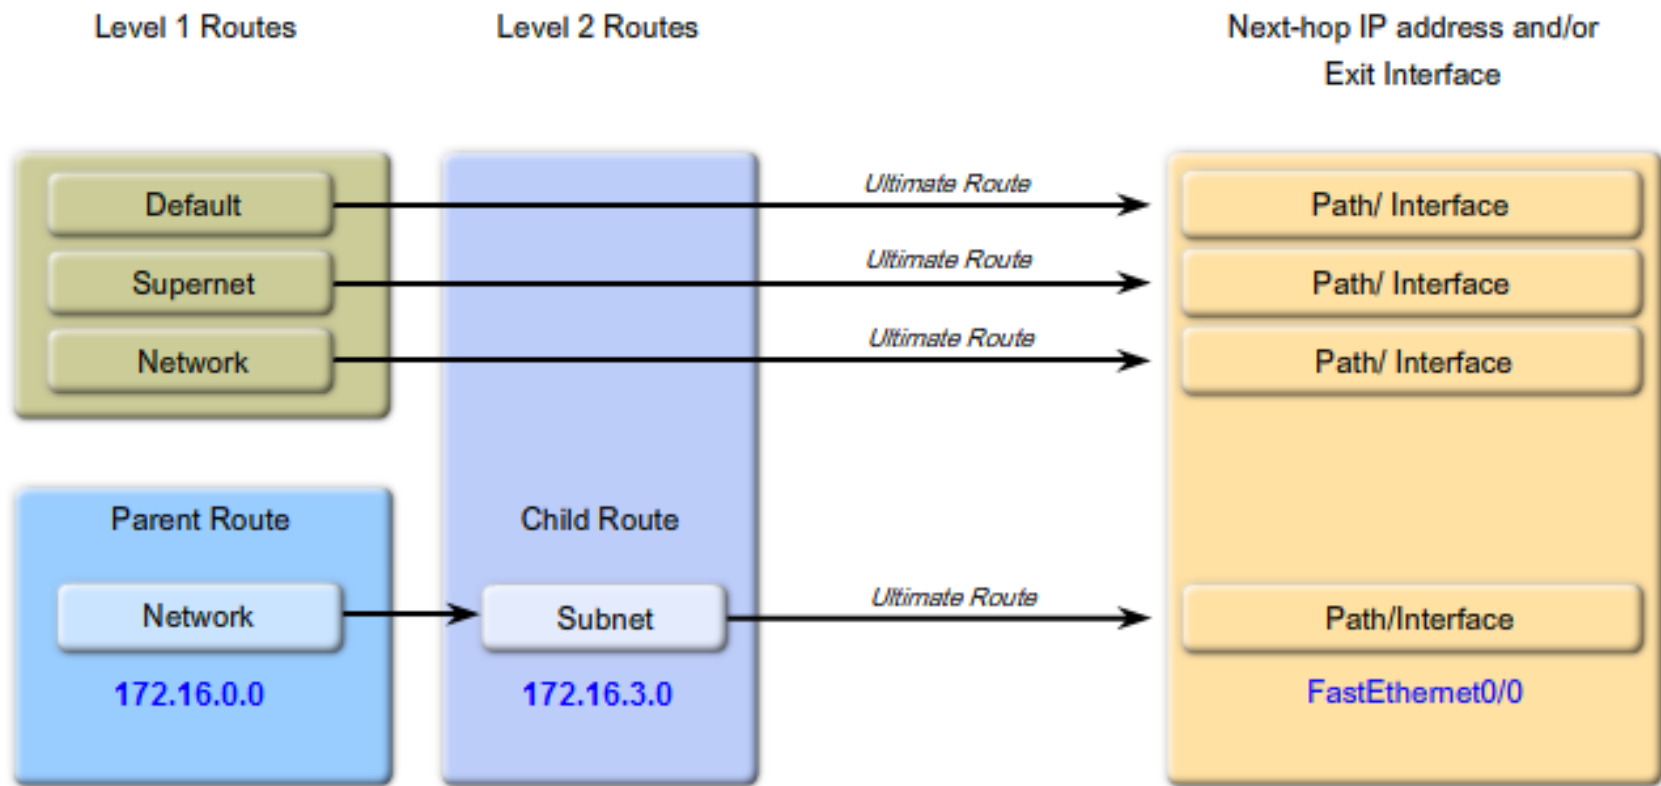 Level 1 Routes
Level 2 Routes
Next-hop IP address and/or
Exit Interface
Default
Ultimate Route
Path/ Interface
Supernet
Ultimate Route
Path/ Interface
Network
Ultimate Route
Path/ Interface
Parent Route
Child Route
Network
Subnet
Ultimate Route
Path/Interface
172.16.0.0
172.16.3.0
FastEthernet0/0